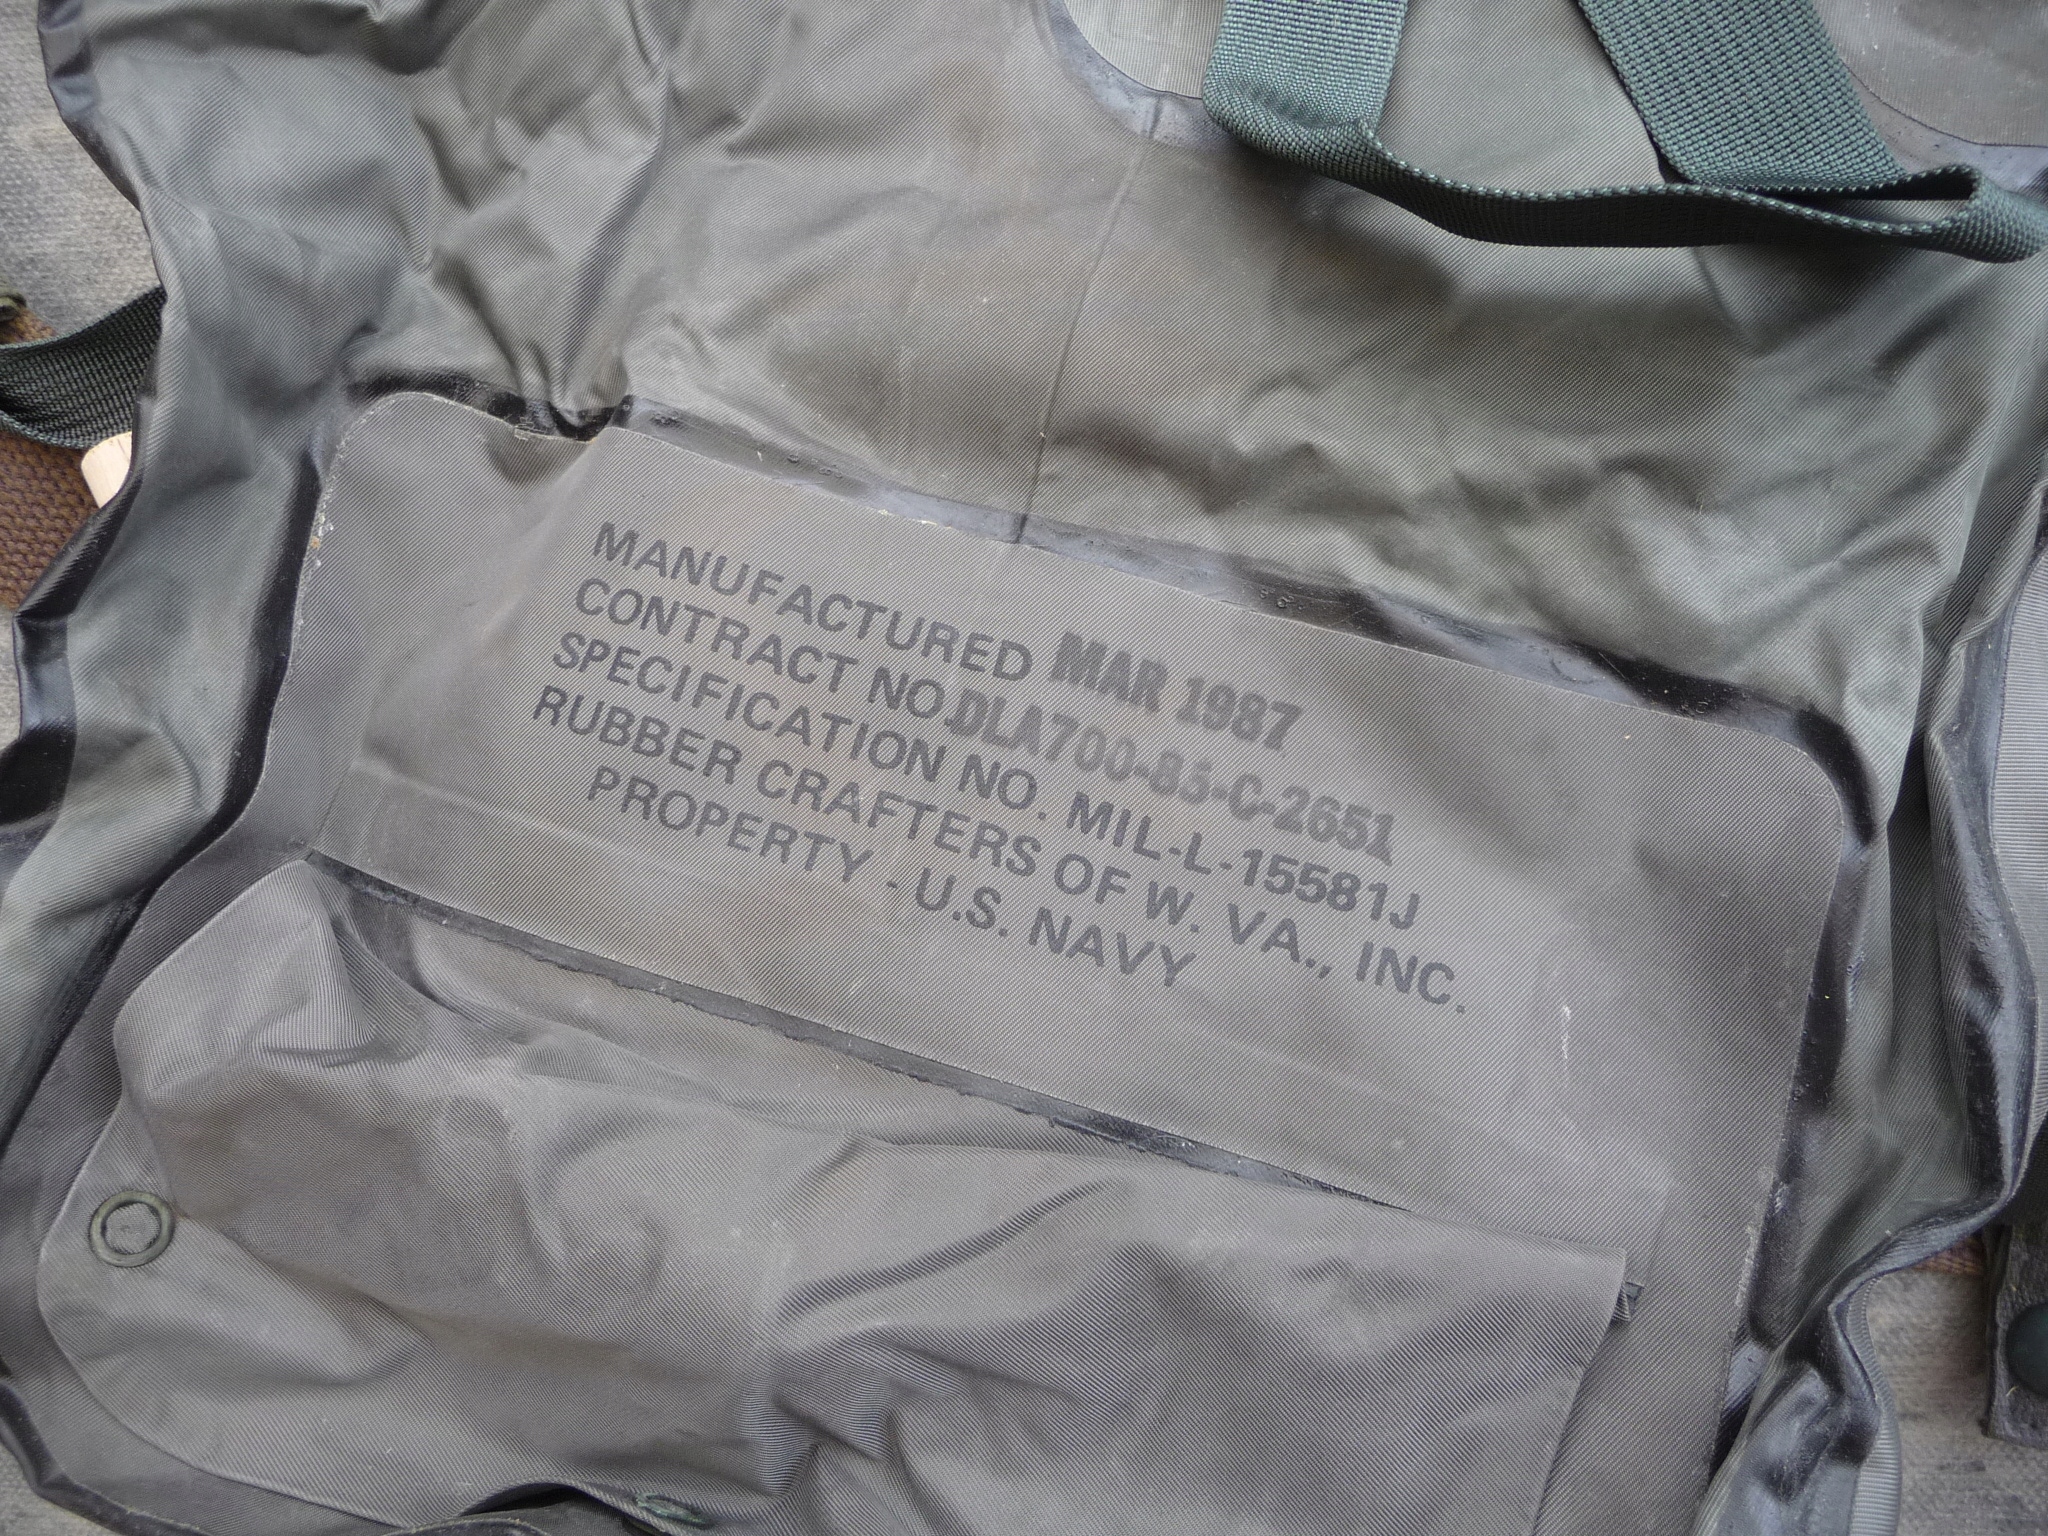 MANUFACTURED MAR 1987
CONTRACT NO.DLA700-85-C-2651
SPECIFICATION NO. MIL-L-15581J
RUBBER CRAFTERS OF W. VA., INC.
PROPERTY - U.S. NAVY